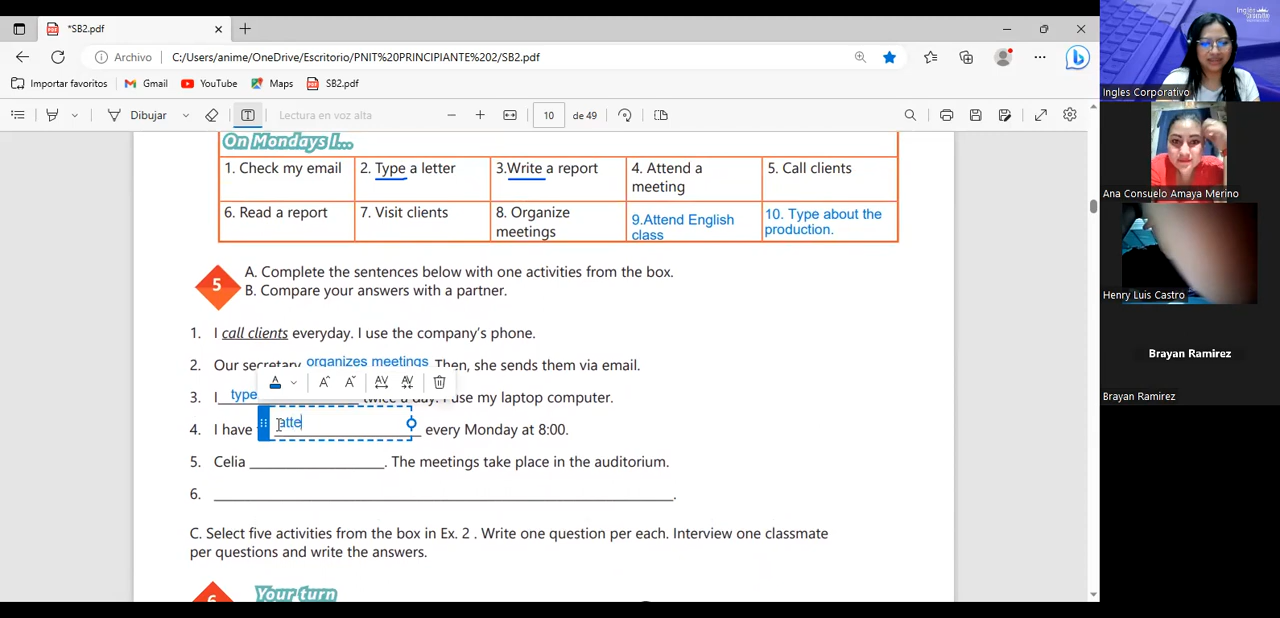 *SB2.pdf
Archivo C:/Users/anime/OneDrive/Escritorio/PNIT%20PRINCIPIANTE%202/SB2.pdf
Importar favoritos Gmail YouTube Maps SB2.pdf
Dibujar Lectura en voz alta 10 de 49
On Mondays I...
1. Check my email 2. Type a letter 3.Write a report 4. Attend a meeting 5. Call clients
6. Read a report 7. Visit clients 8. Organize meetings 9.Attend English class 10. Type about the production.
5
A. Complete the sentences below with one activities from the box.
B. Compare your answers with a partner.
1. I call clients everyday. I use the company's phone.
2. Our secretary organizes meetings Then, she sends them via email.
3. I type twice a day. I use my laptop computer.
4. I have atte every Monday at 8:00.
5. Celia ________________. The meetings take place in the auditorium.
6. ________________.
C. Select five activities from the box in Ex. 2 . Write one question per each. Interview one classmate
per questions and write the answers.
6
Your turn
Ingles Corporativo
Ana Consuelo Amaya Merino
Henry Luis Castro
Brayan Ramirez
Brayan Ramirez